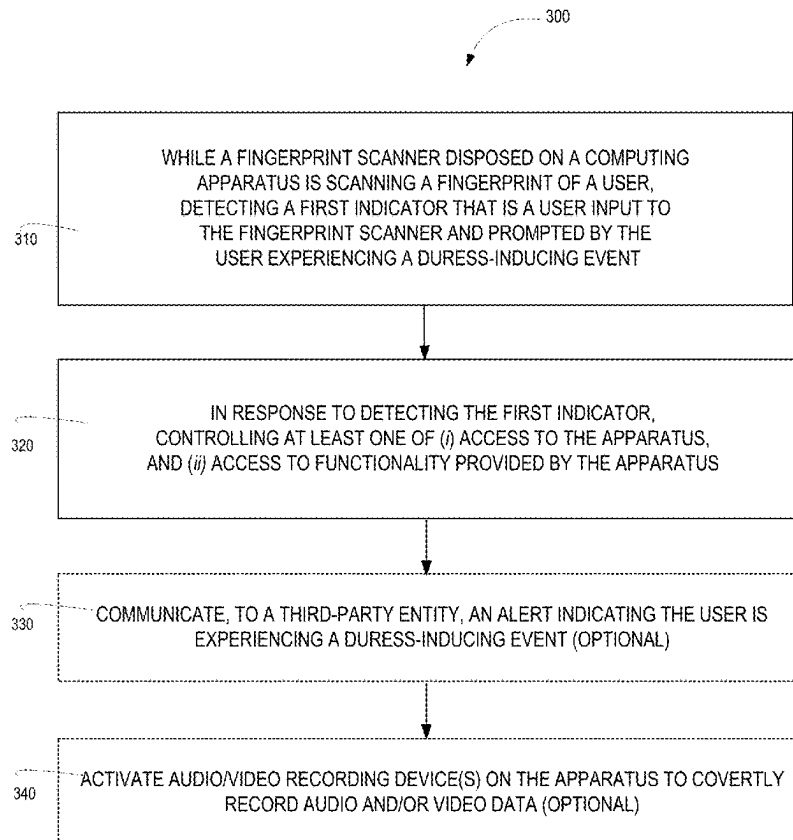 300
WHILE A FINGERPRINT SCANNER DISPOSED ON A COMPUTING
APPARATUS IS SCANNING A FINGERPRINT OF A USER,
DETECTING A FIRST INDICATOR THAT IS A USER INPUT TO
THE FINGERPRINT SCANNER AND PROMPTED BY THE
USER EXPERIENCING A DURESS-INDUCING EVENT
310
IN RESPONSE TO DETECTING THE FIRST INDICATOR,
CONTROLLING AT LEAST ONE OF (i) ACCESS TO THE APPARATUS,
AND (ii) ACCESS TO FUNCTIONALITY PROVIDED BY THE APPARATUS
320
COMMUNICATE, TO A THIRD-PARTY ENTITY, AN ALERT INDICATING THE USER IS
EXPERIENCING A DURESS-INDUCING EVENT (OPTIONAL)
330
ACTIVATE AUDIO/VIDEO RECORDING DEVICE(S) ON THE APPARATUS TO COVERTLY
RECORD AUDIO AND/OR VIDEO DATA (OPTIONAL)
340